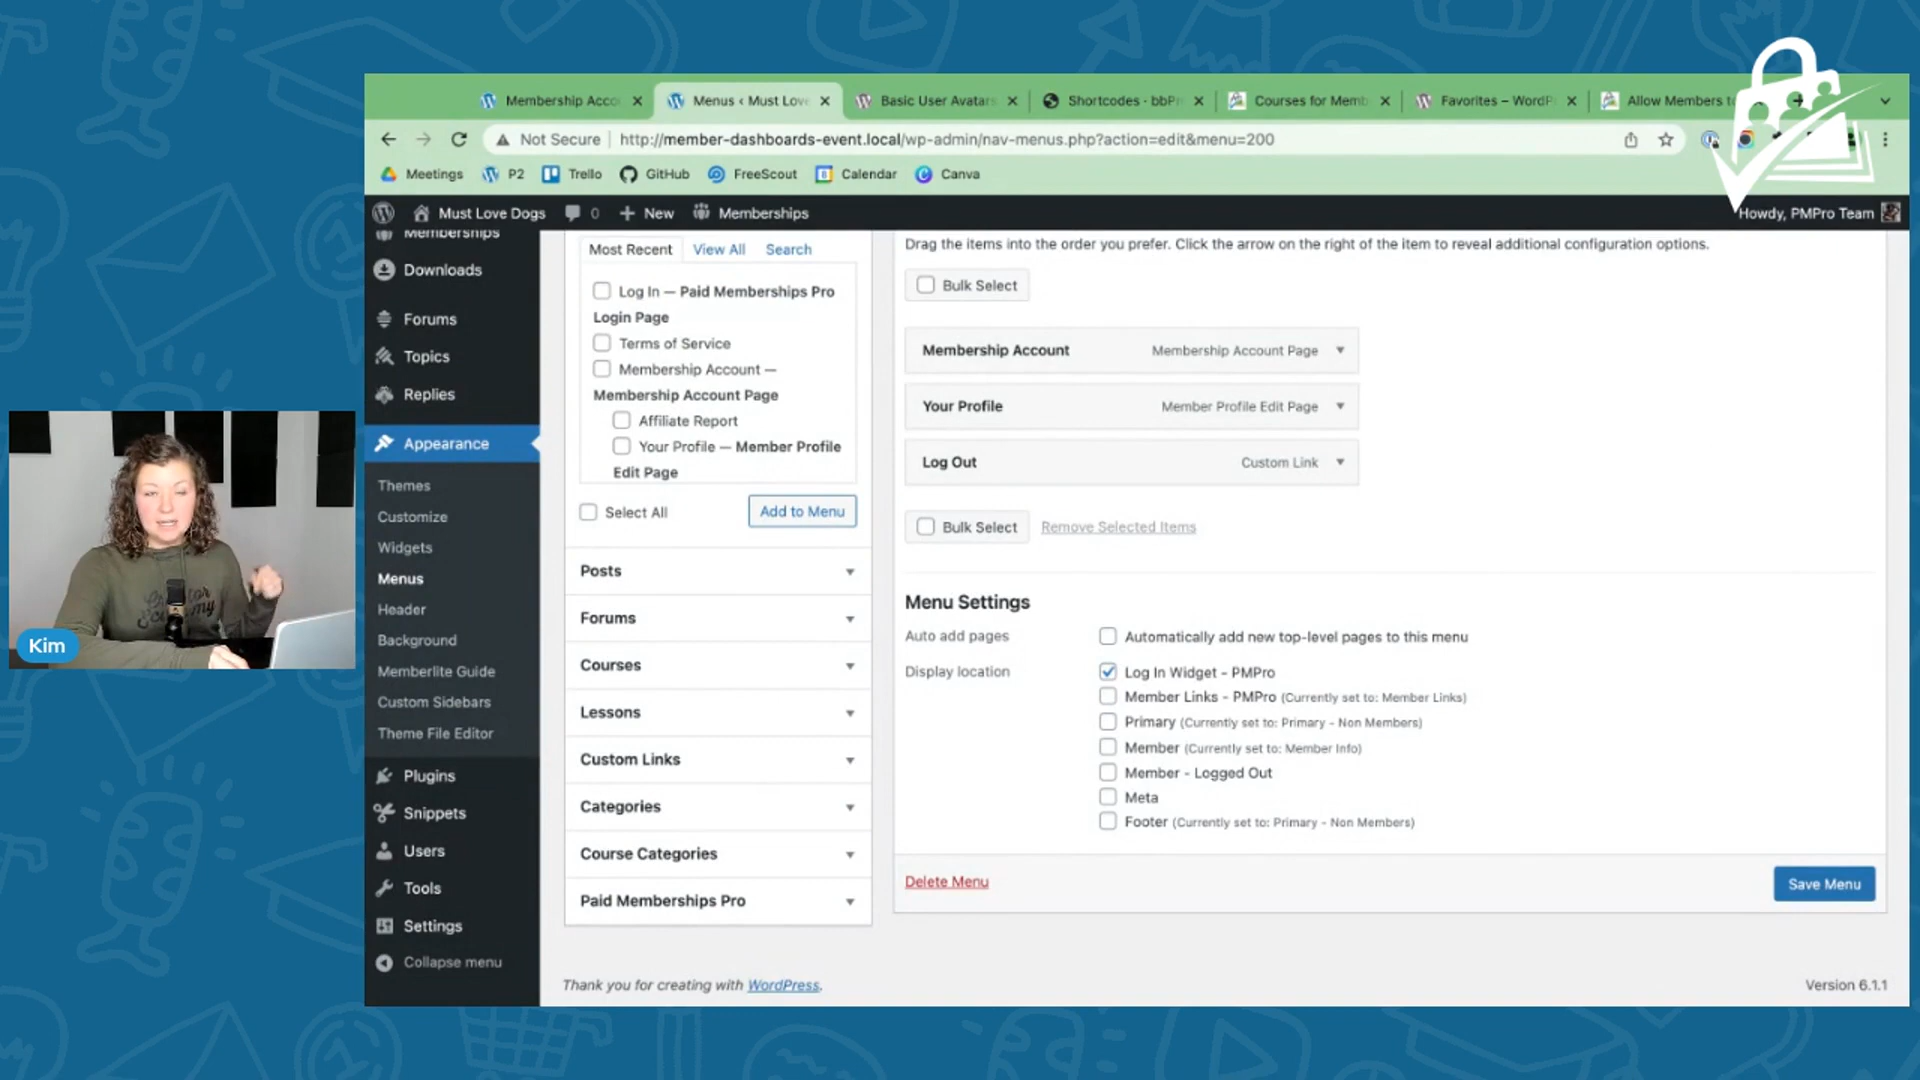 Membership Acco
Menus ‹ Must Lov
Basic User Avatars
Shortcodes · bbPr
Courses for Memb
Favorites – WordP
Allow Members to
Not Secure
http://member-dashboards-event.local/wp-admin/nav-menus.php?action=edit&menu=200
Meetings
P2
Trello
GitHub
FreeScout
Calendar
Canva
Must Love Dogs
0
New
Memberships
Howdy, PMPro Team
Memberships
Downloads
Forums
Topics
Replies
Appearance
Themes
Customize
Widgets
Menus
Header
Background
Memberlite Guide
Custom Sidebars
Theme File Editor
Plugins
Snippets
Users
Tools
Settings
Collapse menu
Most Recent
View All
Search
Log In — Paid Memberships Pro
Login Page
Terms of Service
Membership Account —
Membership Account Page
Affiliate Report
Your Profile — Member Profile
Edit Page
Select All
Add to Menu
Posts
Forums
Courses
Lessons
Custom Links
Categories
Course Categories
Paid Memberships Pro
Drag the items into the order you prefer. Click the arrow on the right of the item to reveal additional configuration options.
Bulk Select
Membership Account
Membership Account Page
Your Profile
Member Profile Edit Page
Log Out
Custom Link
Bulk Select
Remove Selected Items
Menu Settings
Auto add pages
Automatically add new top-level pages to this menu
Display location
Log In Widget - PMPro
Member Links - PMPro (Currently set to: Member Links)
Primary (Currently set to: Primary - Non Members)
Member (Currently set to: Member Info)
Member - Logged Out
Meta
Footer (Currently set to: Primary - Non Members)
Delete Menu
Save Menu
Thank you for creating with WordPress.
Version 6.1.1
Kim